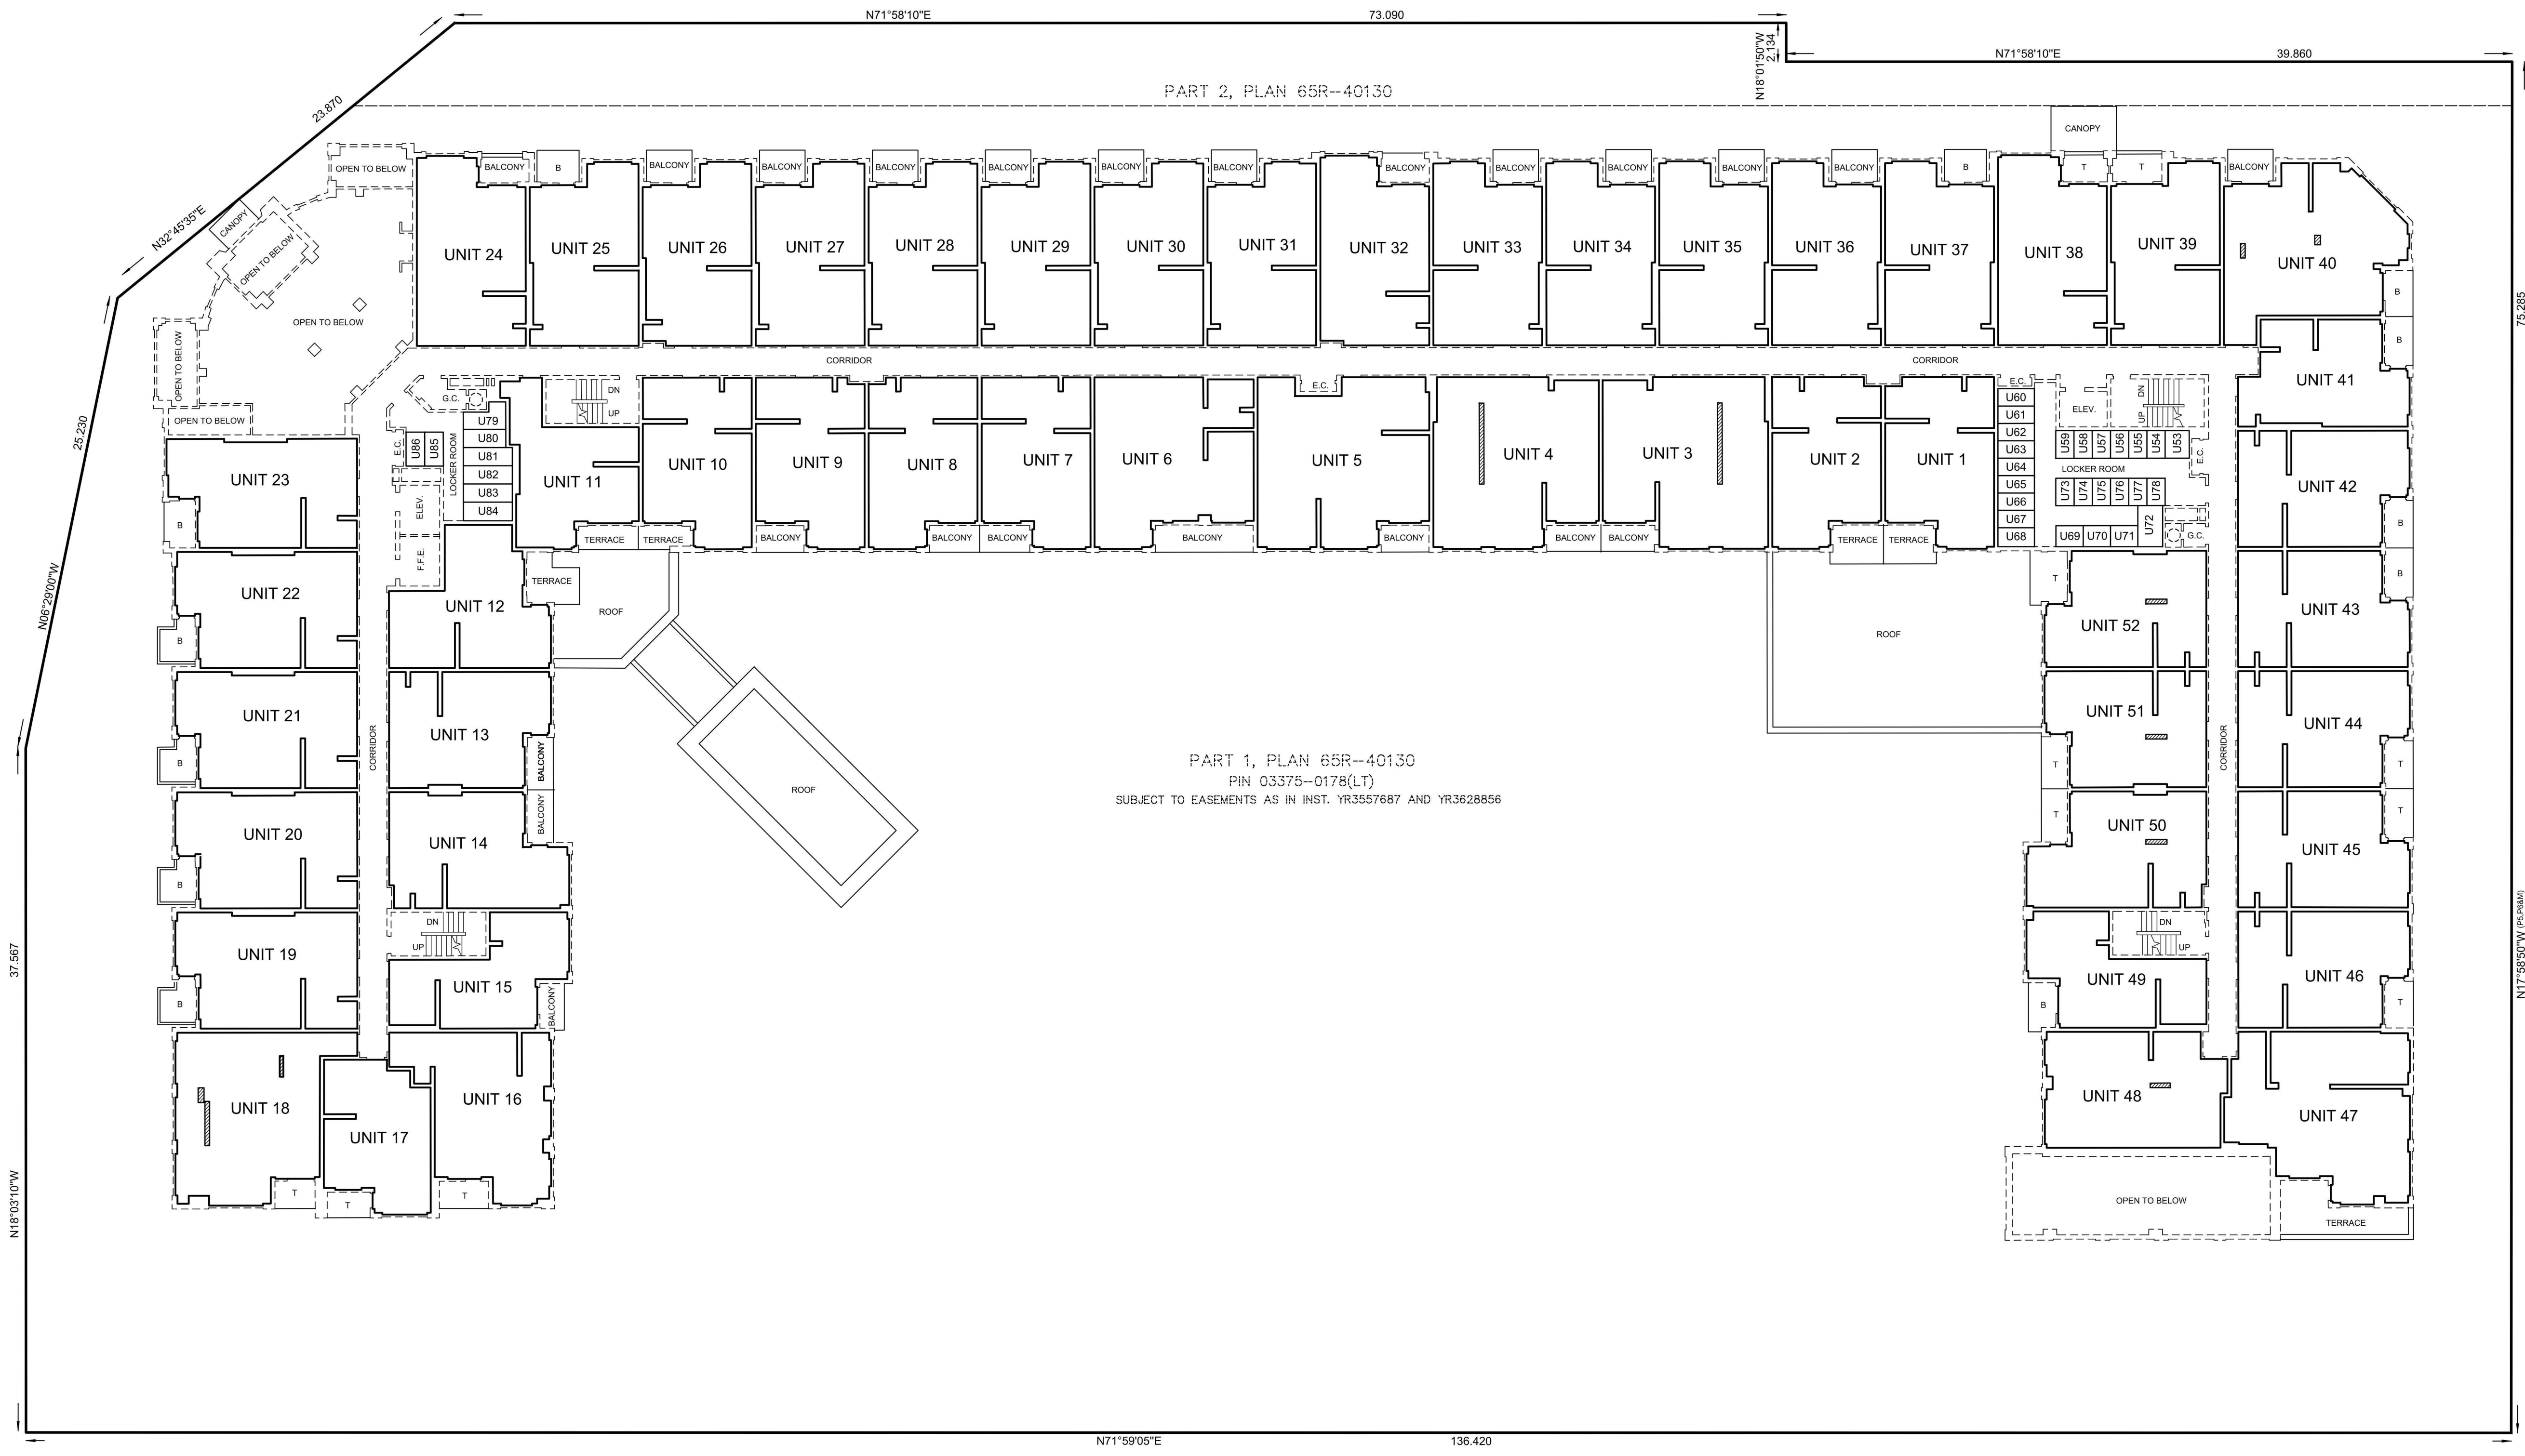 N71°58'10"E
73.090
N18°01'50"W
2.134
N71°58'10"E
39.860
PART 2, PLAN 65R--40130
23.870
CANOPY
N32°45'35"E
CANOPY
OPEN TO BELOW
OPEN TO BELOW
OPEN TO BELOW
OPEN TO BELOW
OPEN TO BELOW
BALCONY
B
BALCONY
BALCONY
BALCONY
BALCONY
BALCONY
BALCONY
BALCONY
BALCONY
BALCONY
BALCONY
BALCONY
B
T
T
BALCONY
UNIT 24
UNIT 25
UNIT 26
UNIT 27
UNIT 28
UNIT 29
UNIT 30
UNIT 31
UNIT 32
UNIT 33
UNIT 34
UNIT 35
UNIT 36
UNIT 37
UNIT 38
UNIT 39
UNIT 40
B
B
75.285
CORRIDOR
CORRIDOR
UNIT 41
G.C.
DN
UP
E.C.
E.C.
ELEV.
DN
UP
25.230
E.C.
U86
U85
LOCKER ROOM
U79
U80
U81
U82
U83
U84
UNIT 11
UNIT 10
UNIT 9
UNIT 8
UNIT 7
UNIT 6
UNIT 5
UNIT 4
UNIT 3
UNIT 2
UNIT 1
U60
U61
U62
U63
U64
U65
U66
U67
U68
U59
U58
U57
U56
U55
U54
U53
E.C.
LOCKER ROOM
U73
U74
U75
U76
U77
U78
U72
U69
U70
U71
G.C.
UNIT 42
B
UNIT 23
B
ELEV.
F.F.E.
TERRACE
TERRACE
BALCONY
BALCONY
BALCONY
BALCONY
BALCONY
BALCONY
BALCONY
TERRACE
TERRACE
N06°29'00"W
UNIT 22
B
UNIT 12
TERRACE
ROOF
ROOF
T
UNIT 52
UNIT 43
B
UNIT 21
B
CORRIDOR
UNIT 13
BALCONY
ROOF
PART 1, PLAN 65R--40130
PIN 03375--0178(LT)
SUBJECT TO EASEMENTS AS IN INST. YR3557687 AND YR3628856
UNIT 51
T
CORRIDOR
UNIT 44
T
UNIT 20
B
UNIT 14
BALCONY
T
UNIT 50
UNIT 45
T
37.567
UNIT 19
B
DN
UP
UNIT 15
BALCONY
DN
UP
UNIT 49
B
UNIT 46
T
N17°58'50"W (P5,P6&M)
UNIT 18
T
UNIT 17
T
UNIT 16
T
UNIT 48
UNIT 47
OPEN TO BELOW
TERRACE
N18°03'10"W
N71°59'05"E
136.420